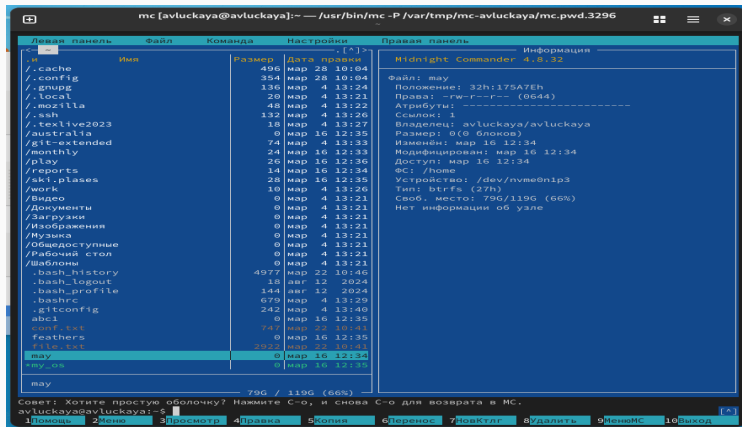 mc [avluckaya@avluckaya]:~ — /usr/bin/mc -P /var/tmp/mc-avluckaya/mc.pwd.3296
~
Левая панель Файл Команда Настройки Правая панель
<— ~ .[^]>
.и Имя Размер Дата правки
/.cache 496 мар 28 10:04
/.config 354 мар 28 10:04
/.gnupg 136 мар 4 13:24
/.local 20 мар 4 13:21
/.mozilla 48 мар 4 13:22
/.ssh 132 мар 4 13:26
/.texlive2023 18 мар 4 13:27
/australia 0 мар 16 12:35
/git-extended 74 мар 4 13:33
/monthly 24 мар 16 12:33
/play 26 мар 16 12:36
/reports 14 мар 16 12:34
/ski.plases 28 мар 16 12:35
/work 10 мар 4 13:26
/Видео 0 мар 4 13:21
/Документы 0 мар 4 13:21
/Загрузки 0 мар 4 13:21
/Изображения 0 мар 4 13:21
/Музыка 0 мар 4 13:21
/Общедоступные 0 мар 4 13:21
/Рабочий стол 0 мар 4 13:21
/Шаблоны 0 мар 4 13:21
.bash_history 4977 мар 22 10:46
.bash_logout 18 авг 12 2024
.bash_profile 144 авг 12 2024
.bashrc 679 мар 4 13:29
.gitconfig 242 мар 4 13:40
abc1 0 мар 16 12:35
conf.txt 747 мар 22 10:41
feathers 0 мар 16 12:35
file.txt 2922 мар 22 10:41
may 0 мар 16 12:34
*my_os 0 мар 16 12:35
may
79G / 119G (66%)
Информация
Midnight Commander 4.8.32
Файл: may
Положение: 32h:175A7Eh
Права: -rw-r--r-- (0644)
Атрибуты: --------------------------
Ссылок: 1
Владелец: avluckaya/avluckaya
Размер: 0(0 блоков)
Изменён: мар 16 12:34
Модифицирован: мар 16 12:34
Доступ: мар 16 12:34
ФС: /home
Устройство: /dev/nvme0n1p3
Тип: btrfs (27h)
Своб. место: 79G/119G (66%)
Нет информации об узле
Совет: Хотите простую оболочку? Нажмите C-o, и снова C-o для возврата в MC.
avluckaya@avluckaya:~$ [^]
1Помощь 2Меню 3Просмотр 4Правка 5Копия 6Перенос 7НовКтлг 8Удалить 9МенюMC 10Выход